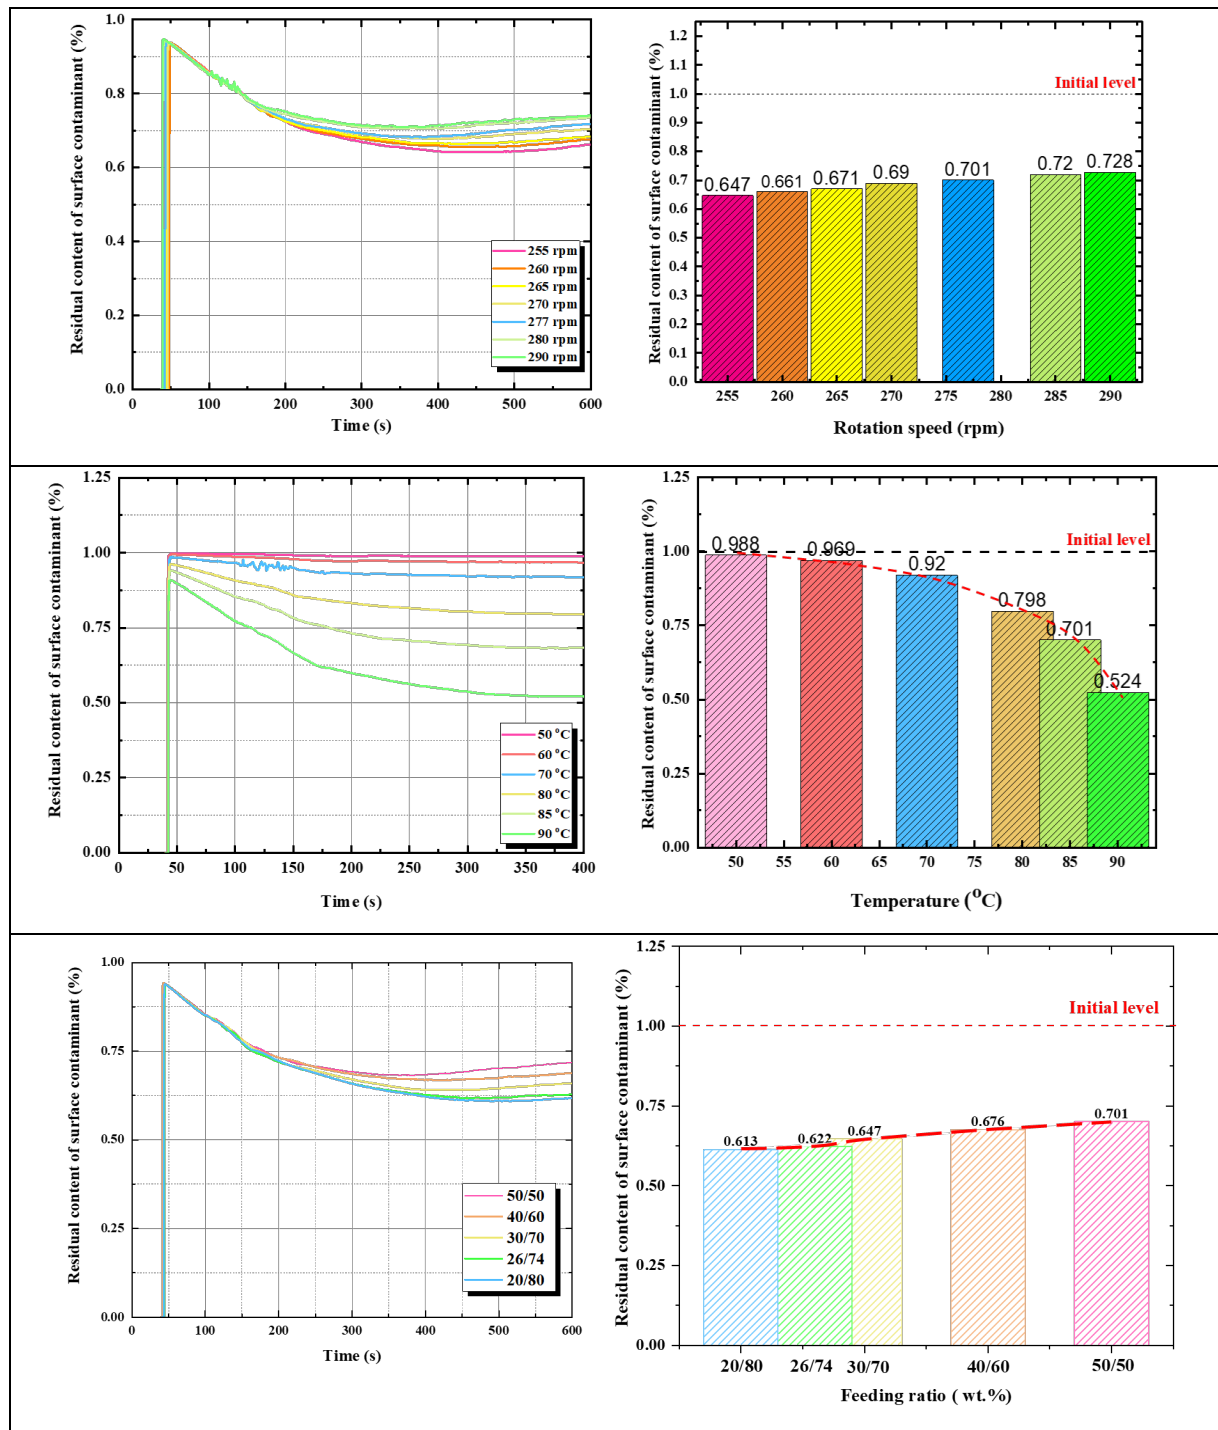 Residual content of surface contaminant (%)
1.0
0.8
0.6
0.4
0.2
0.0
255 rpm
260 rpm
265 rpm
270 rpm
277 rpm
280 rpm
290 rpm
0 100 200 300 400 500 600
Time (s)
Residual content of surface contaminant (%)
1.2
1.1
1.0
0.9
0.8
0.7
0.6
0.5
0.4
0.3
0.2
0.1
0.0
Initial level
0.647 0.661 0.671 0.69 0.701 0.72 0.728
255 260 265 270 275 280 285 290
Rotation speed (rpm)
Residual content of surface contaminant (%)
1.25
1.00
0.75
0.50
0.25
0.00
50 °C
60 °C
70 °C
80 °C
85 °C
90 °C
0 50 100 150 200 250 300 350 400
Time (s)
Residual content of surface contaminant (%)
1.25
1.00
0.75
0.50
0.25
0.00
Initial level
0.988 0.969 0.92 0.798 0.701 0.524
50 55 60 65 70 75 80 85 90
Temperature (°C)
Residual content of surface contaminant (%)
1.00
0.75
0.50
0.25
0.00
50/50
40/60
30/70
26/74
20/80
0 100 200 300 400 500 600
Time (s)
Residual content of surface contaminant (%)
1.25
1.00
0.75
0.50
0.25
0.00
Initial level
0.613 0.622 0.647 0.676 0.701
20/80 26/74 30/70 40/60 50/50
Feeding ratio ( wt.%)